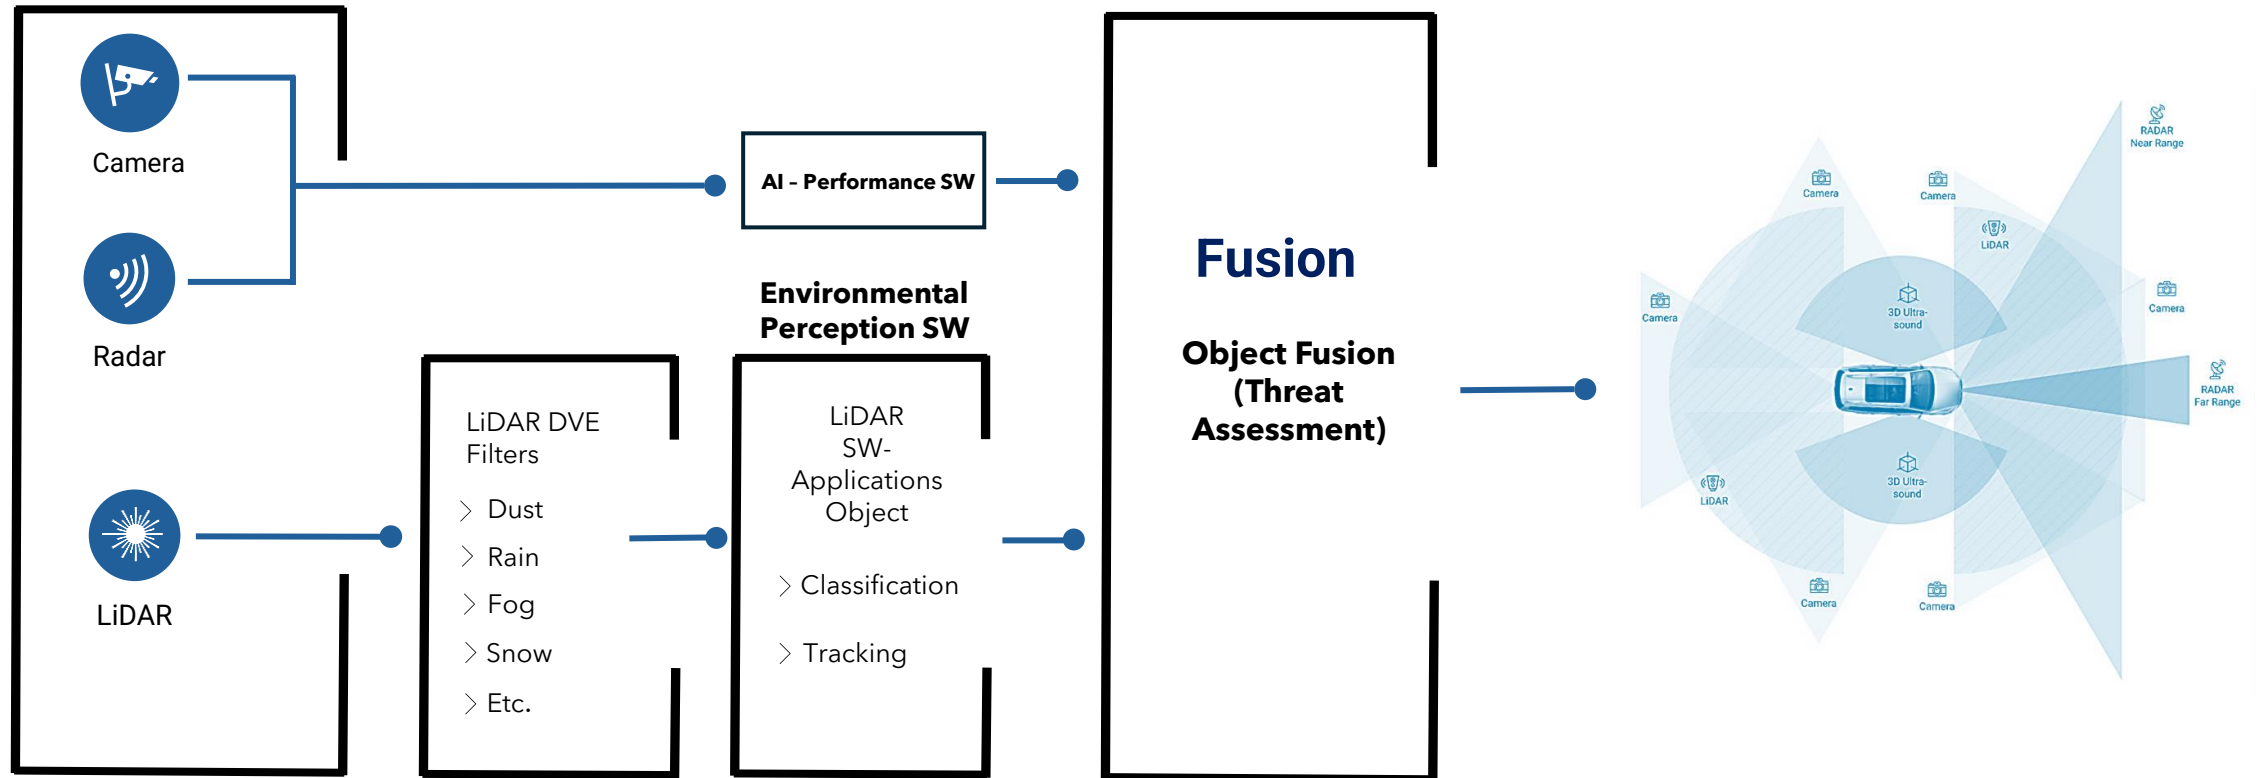 Camera
Radar
LiDAR
LiDAR DVE
Filters
> Dust
> Rain
> Fog
> Snow
> Etc.
AI – Performance SW
Environmental
Perception SW
LiDAR
SW-
Applications
Object
> Classification
> Tracking
Fusion
Object Fusion
(Threat
Assessment)
RADAR
Near Range
Camera
Camera
LiDAR
Camera
Camera
3D Ultra-
sound
RADAR
Far Range
3D Ultra-
sound
LiDAR
Camera
Camera